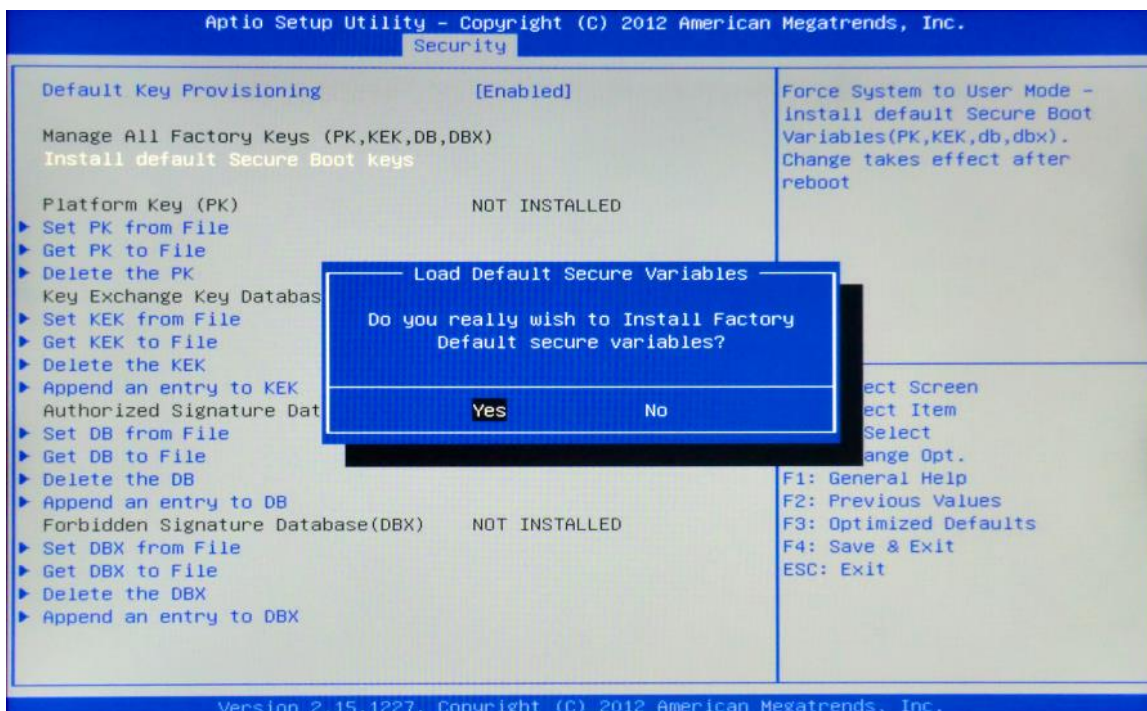 Aptio Setup Utility – Copyright (C) 2012 American Megatrends, Inc.
Security
Default Key Provisioning [Enabled]
Manage All Factory Keys (PK,KEK,DB,DBX)
Install default Secure Boot keys
Platform Key (PK) NOT INSTALLED
Set PK from File
Get PK to File
Delete the PK
Key Exchange Key Databas
Set KEK from File
Get KEK to File
Delete the KEK
Append an entry to KEK
Authorized Signature Dat
Set DB from File
Get DB to File
Delete the DB
Append an entry to DB
Forbidden Signature Database(DBX) NOT INSTALLED
Set DBX from File
Get DBX to File
Delete the DBX
Append an entry to DBX
Load Default Secure Variables
Do you really wish to Install Factory
Default secure variables?
Yes No
Force System to User Mode –
install default Secure Boot
Variables(PK,KEK,db,dbx).
Change takes effect after
reboot
ect Screen
ect Item
Select
ange Opt.
F1: General Help
F2: Previous Values
F3: Optimized Defaults
F4: Save & Exit
ESC: Exit
Version 2.15.1227. Copyright (C) 2012 American Megatrends, Inc.